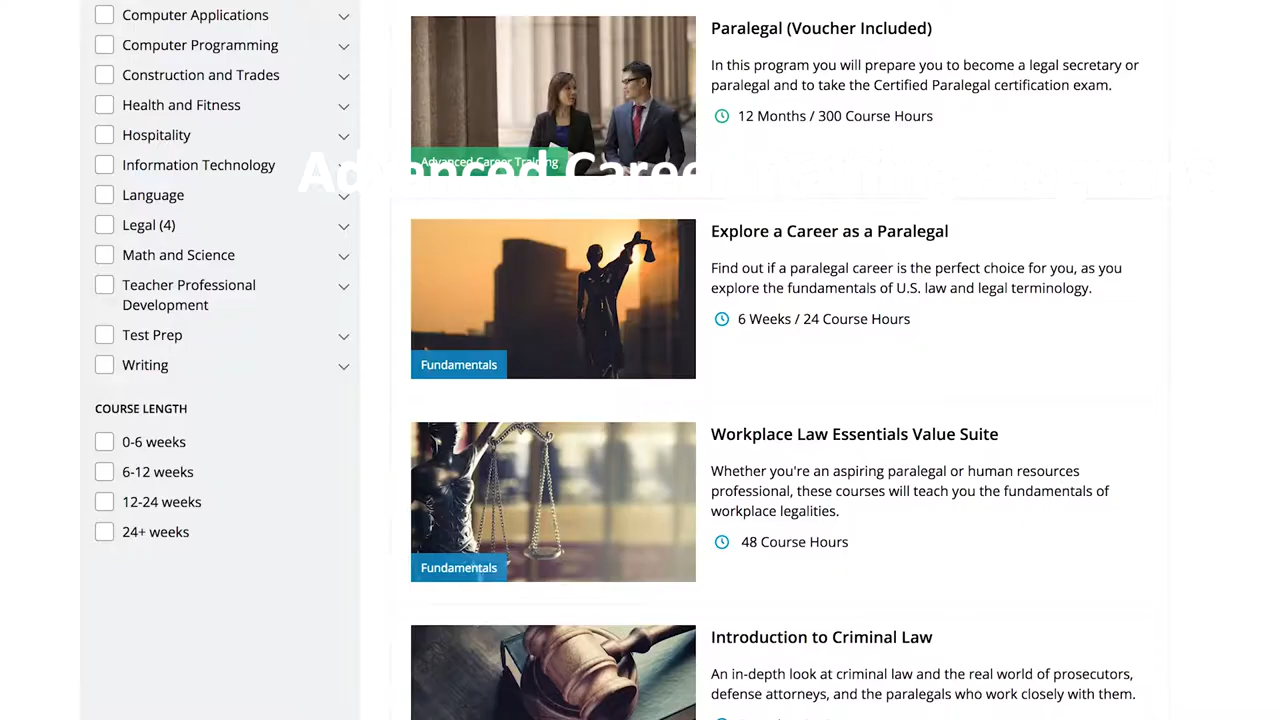 Computer Applications
Computer Programming
Construction and Trades
Health and Fitness
Hospitality
Information Technology
Language
Legal (4)
Math and Science
Teacher Professional
Development
Test Prep
Writing
COURSE LENGTH
0-6 weeks
6-12 weeks
12-24 weeks
24+ weeks
Paralegal (Voucher Included)
In this program you will prepare you to become a legal secretary or
paralegal and to take the Certified Paralegal certification exam.
12 Months / 300 Course Hours
Advanced Career Training
Advanced Career
Explore a Career as a Paralegal
Find out if a paralegal career is the perfect choice for you, as you
explore the fundamentals of U.S. law and legal terminology.
6 Weeks / 24 Course Hours
Fundamentals
Workplace Law Essentials Value Suite
Whether you're an aspiring paralegal or human resources
professional, these courses will teach you the fundamentals of
workplace legalities.
48 Course Hours
Fundamentals
Introduction to Criminal Law
An in-depth look at criminal law and the real world of prosecutors,
defense attorneys, and the paralegals who work closely with them.